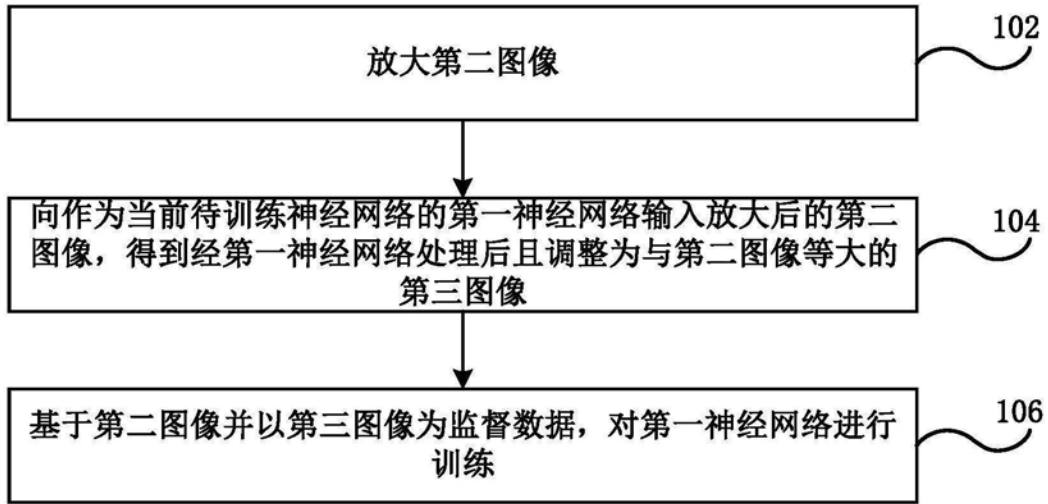 放大第二图像
102
向作为当前待训练神经网络的第一神经网络输入放大后的第二
图像，得到经第一神经网络处理后且调整为与第二图像等大的
第三图像
104
基于第二图像并以第三图像为监督数据，对第一神经网络进行
训练
106